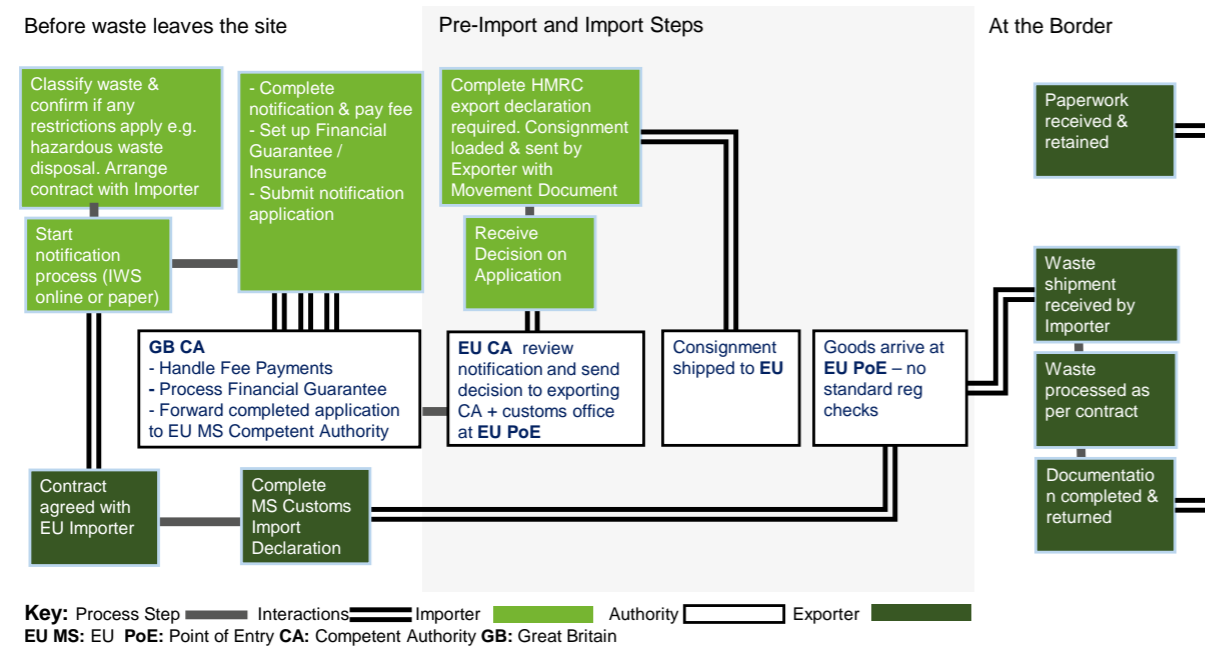 Before waste leaves the site
Pre-Import and Import Steps
At the Border
Classify waste &
confirm if any
restrictions apply e.g.
hazardous waste
disposal. Arrange
contract with Importer
- Complete
notification & pay fee
- Set up Financial
Guarantee /
Insurance
- Submit notification
application
Complete HMRC
export declaration
required. Consignment
loaded & sent by
Exporter with
Movement Document
Paperwork
received &
retained
Start
notification
process (IWS
online or paper)
Receive
Decision on
Application
Waste
shipment
received by
Importer
GB CA
- Handle Fee Payments
- Process Financial Guarantee
- Forward completed application
to EU MS Competent Authority
EU CA review
notification and send
decision to exporting
CA + customs office
at EU PoE
Consignment
shipped to EU
Goods arrive at
EU PoE – no
standard reg
checks
Waste
processed as
per contract
Contract
agreed with
EU Importer
Complete
MS Customs
Import
Declaration
Documentatio
n completed &
returned
Key: Process Step Interactions Importer Authority Exporter
EU MS: EU PoE: Point of Entry CA: Competent Authority GB: Great Britain